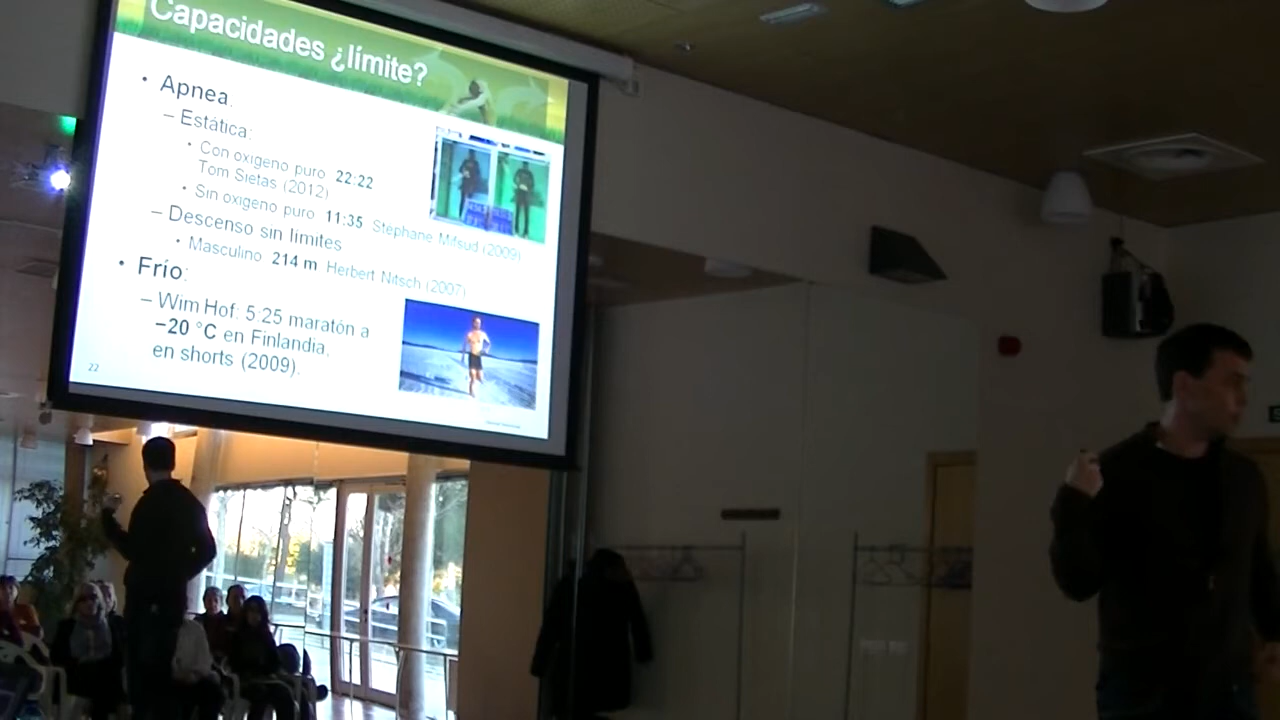 Capacidades ¿límite?
• Apnea.
– Estática:
• Con oxigeno puro 22:22
Tom Sietas (2012)
• Sin oxigeno puro 11:35 Stephane Mifsud (2009)
– Descenso sin límites
• Masculino 214 m Herbert Nitsch (2007)
• Frío:
– Wim Hof: 5:25 maratón a
–20 °C en Finlandia,
en shorts (2009).
22